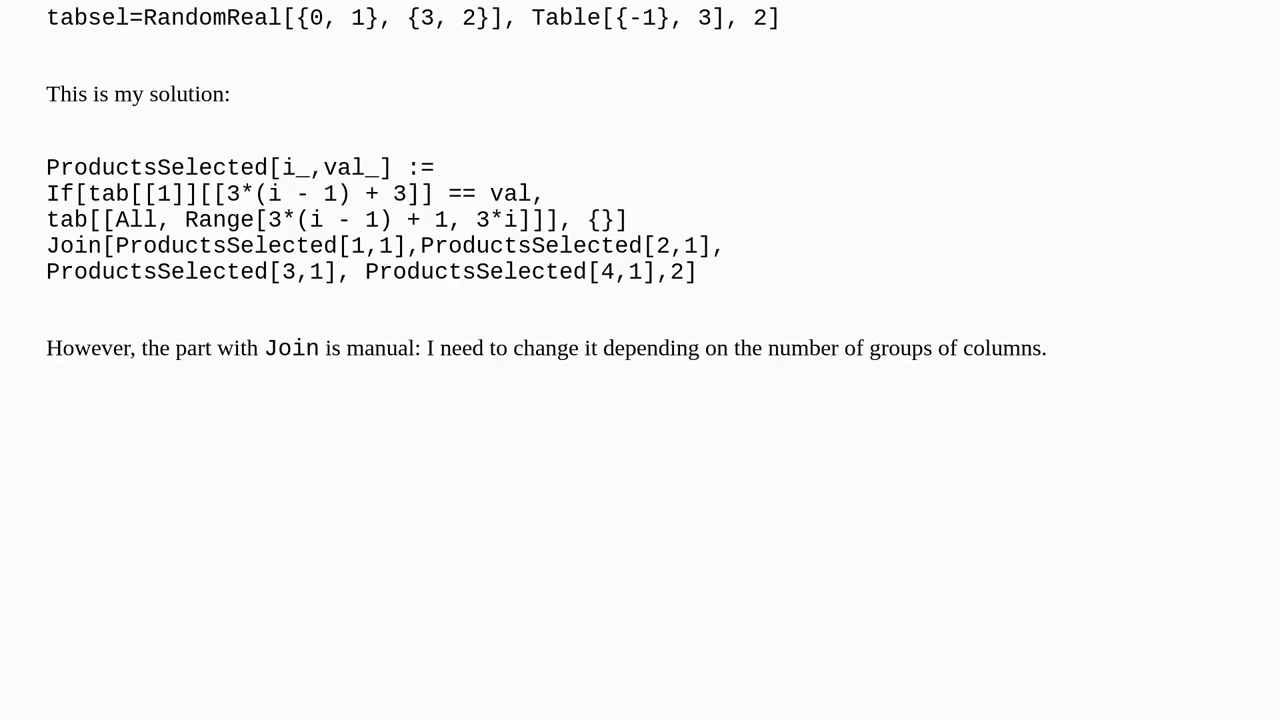 tabsel=RandomReal[{0, 1}, {3, 2}], Table[{-1}, 3], 2]
This is my solution:
ProductsSelected[i_,val_] :=
If[tab[[1]][[3*(i - 1) + 3]] == val,
tab[[All, Range[3*(i - 1) + 1, 3*i]]], {}]
Join[ProductsSelected[1,1],ProductsSelected[2,1],
ProductsSelected[3,1], ProductsSelected[4,1],2]
However, the part with Join is manual: I need to change it depending on the number of groups of columns.